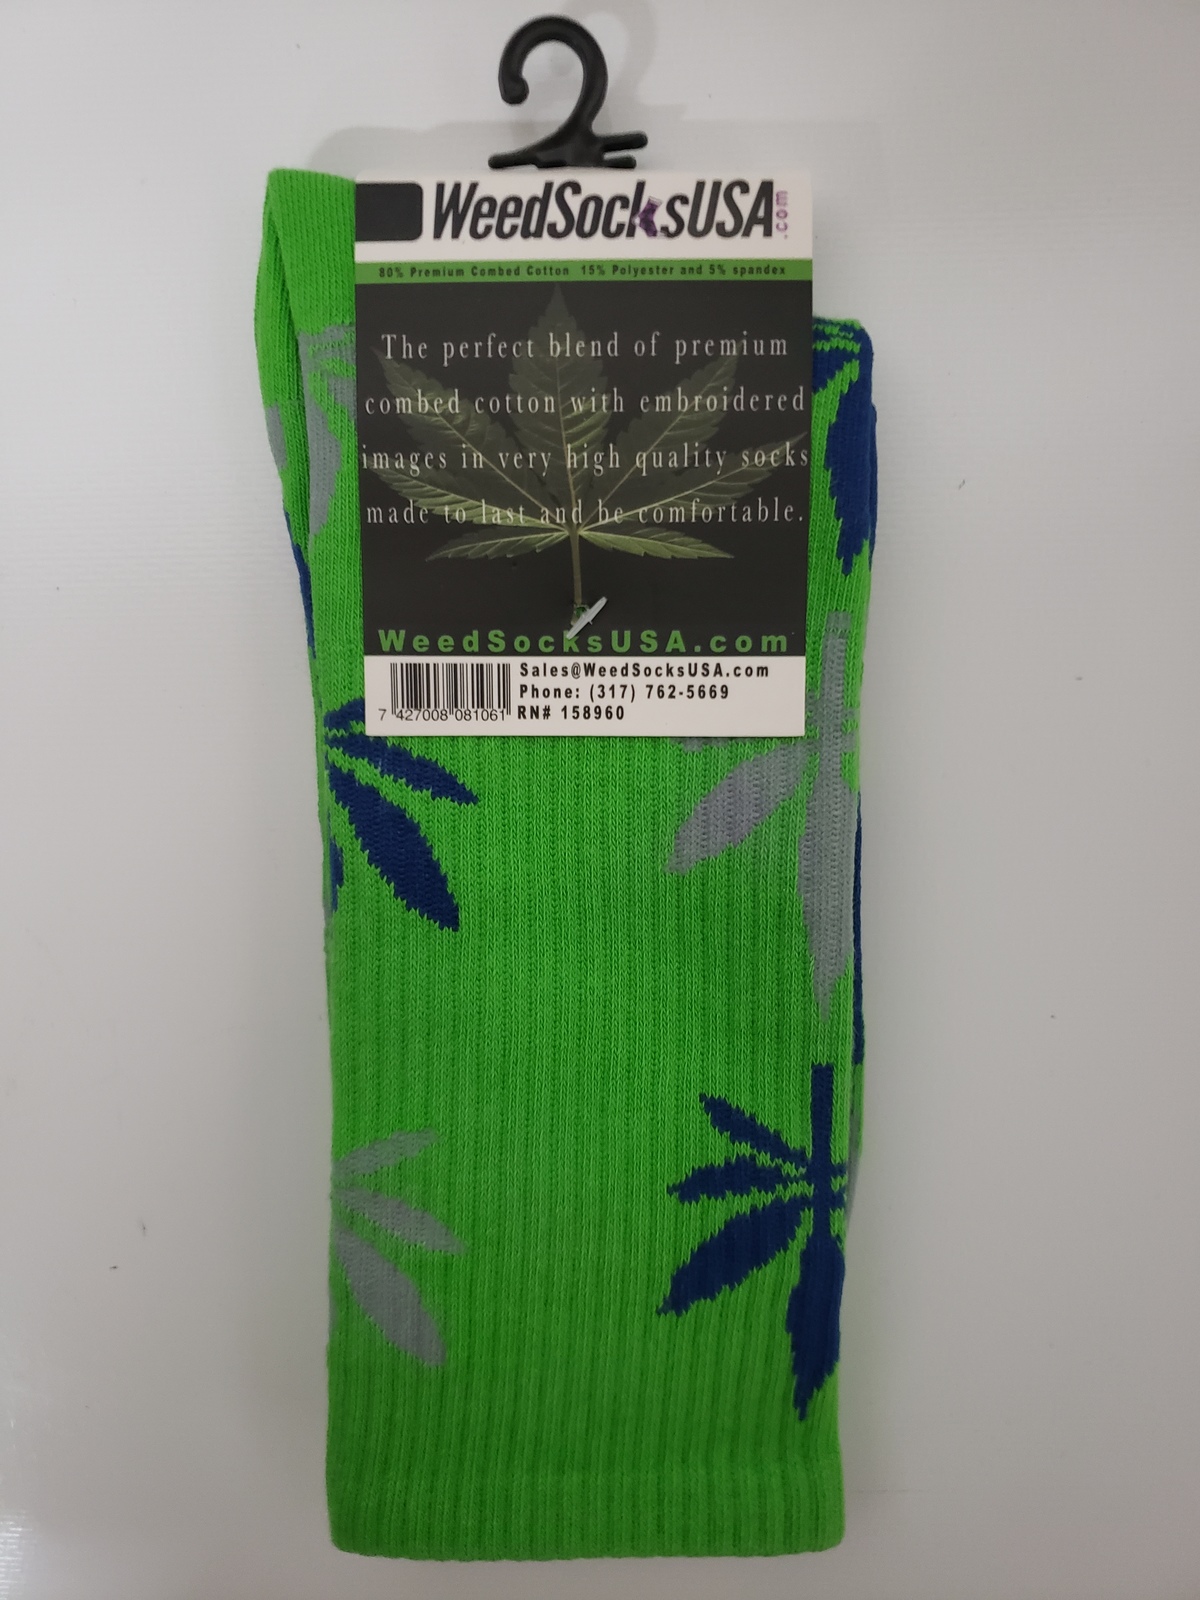 WeedSocksUSA.com
80% Premium Combed Cotton 15% Polyester and 5% spandex
The perfect blend of premium
combed cotton with embroidered
images in very high quality socks
made to last and be comfortable.
WeedSocksUSA.com
Sales@WeedSocksUSA.com
Phone: (317) 762-5669
7 427008 081061 RN# 158960